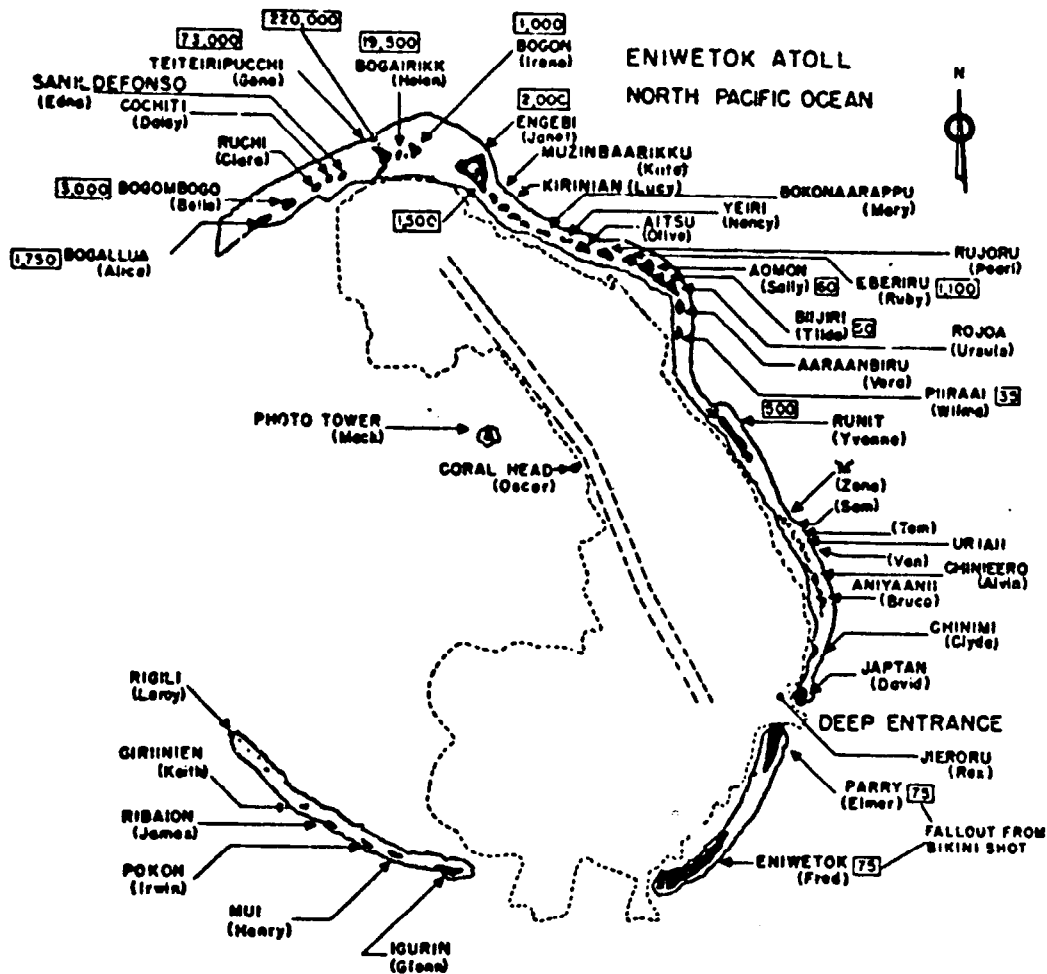 220,000
1,000
73,000
19,500
BOGON
(Irene)
TEITEIRIPUCCHI
(Gene)
BOGAIRIKK
(Helen)
ENIWETOK ATOLL
NORTH PACIFIC OCEAN
N
SANILDEFONSO
(Edna)
COCHITI
(Daisy)
RUCHI
(Clara)
2,000
ENGEBI
(Janet)
MUZINBAARIKKU
(Kate)
KIRINIAN (Lucy)
3,000 BOGOMBOGO
(Belle)
BOKONAARAPPU
(Mary)
YEIRI
(Nancy)
1,500
AITSU
(Olive)
1,750 BOGALLUA
(Alice)
RUJORU
(Pearl)
AOMON
(Sally) 60
EBERIRU
(Ruby) 1,100
BIIJIRI
(Tilda) 50
ROJOA
(Ursula)
AARAANBIRU
(Vera)
PIIRAAI
(Wilma) 35
500
RUNIT
(Yvonne)
PHOTO TOWER
(Mack)
CORAL HEAD
(Oscar)
(Zona)
(Sam)
(Tom)
URIAII
(Van)
CHINIEERO
(Alvin)
ANIYAANII
(Bruce)
CHINIMI
(Clyde)
JAPTAN
(David)
RIGILI
(Leroy)
DEEP ENTRANCE
GIRIINIEN
(Keith)
JIERORU
(Rex)
PARRY
(Elmer) 75
RIBAION
(James)
FALLOUT FROM
BIKINI SHOT
POKON
(Irwin)
ENIWETOK
(Fred) 75
MUI
(Henry)
IGURIN
(Glenn)